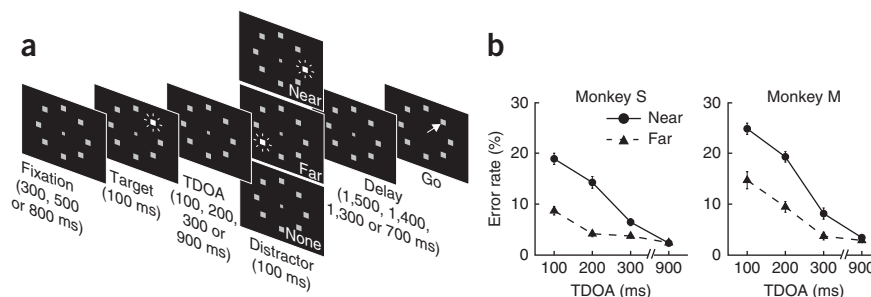 a
Near
Far
None
Fixation
(300, 500
or 800 ms)
Target
(100 ms)
TDOA
(100, 200,
300 or
900 ms)
Distractor
(100 ms)
Delay
(1,500, 1,400,
1,300 or 700 ms)
Go
b
Monkey S
Near
Far
Error rate (%)
30
20
10
0
100 200 300 900
TDOA (ms)
Monkey M
30
20
10
0
100 200 300 900
TDOA (ms)